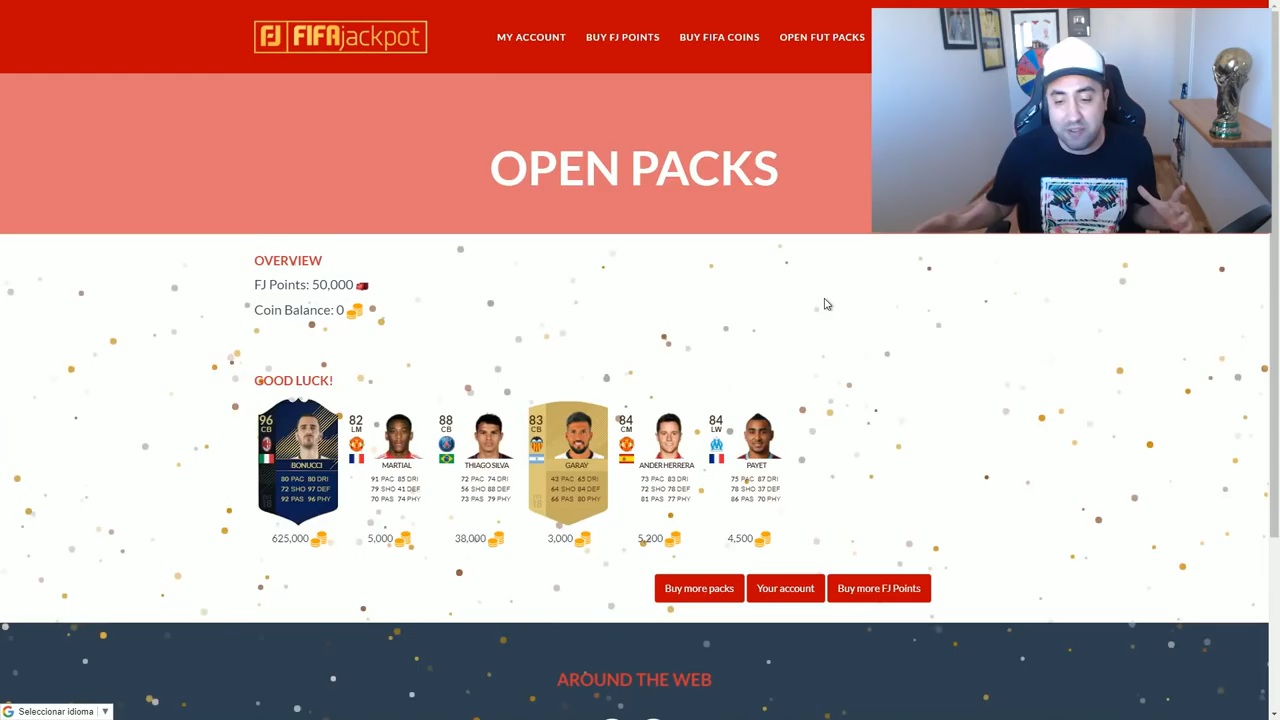 FJ FIFAjackpot
MY ACCOUNT BUY FJ POINTS BUY FIFA COINS OPEN FUT PACKS
OPEN PACKS
OVERVIEW
FJ Points: 50,000
Coin Balance: 0
GOOD LUCK!
96 CB
BONUCCI
80 PAC 80 DRI
72 SHO 97 DEF
92 PAS 96 PHY
625,000
82 LM
MARTIAL
91 PAC 85 DRI
79 SHO 41 DEF
70 PAS 74 PHY
5,000
88 CB
THIAGO SILVA
72 PAC 74 DRI
56 SHO 88 DEF
73 PAS 79 PHY
38,000
83 CB
GARAY
43 PAC 65 DRI
64 SHO 84 DEF
66 PAS 80 PHY
3,000
84 CM
ANDER HERRERA
73 PAC 83 DRI
72 SHO 78 DEF
81 PAS 77 PHY
5,200
84 LW
PAYET
75 PAC 87 DRI
78 SHO 37 DEF
86 PAS 70 PHY
4,500
Buy more packs Your account Buy more FJ Points
AROUND THE WEB
G Seleccionar idioma ▼